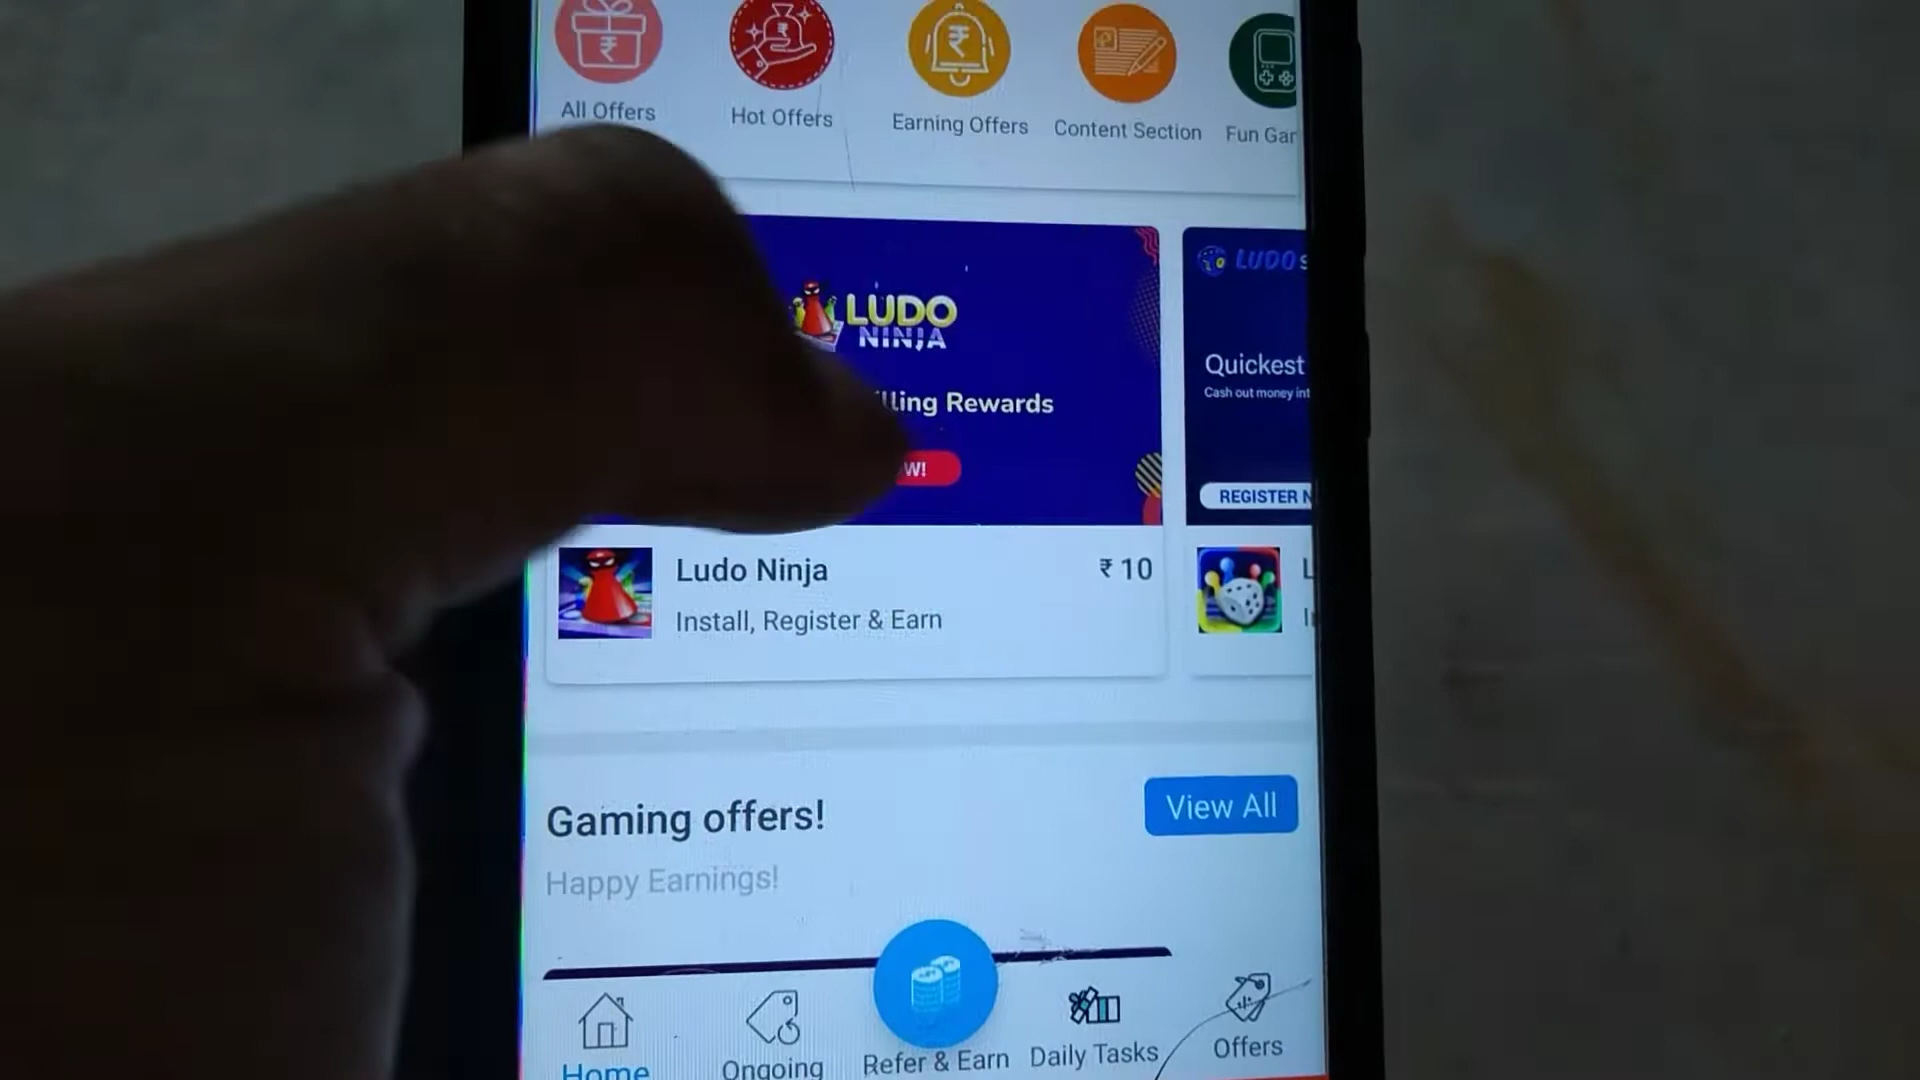 All Offers
Hot Offers
Earning Offers
Content Section
Fun Gar
LUDO
NINJA
lling Rewards
W!
LUDO S
Quickest
Cash out money int
REGISTER N
Ludo Ninja
₹ 10
Install, Register & Earn
Gaming offers!
View All
Happy Earnings!
Home
Ongoing
Refer & Earn
Daily Tasks
Offers